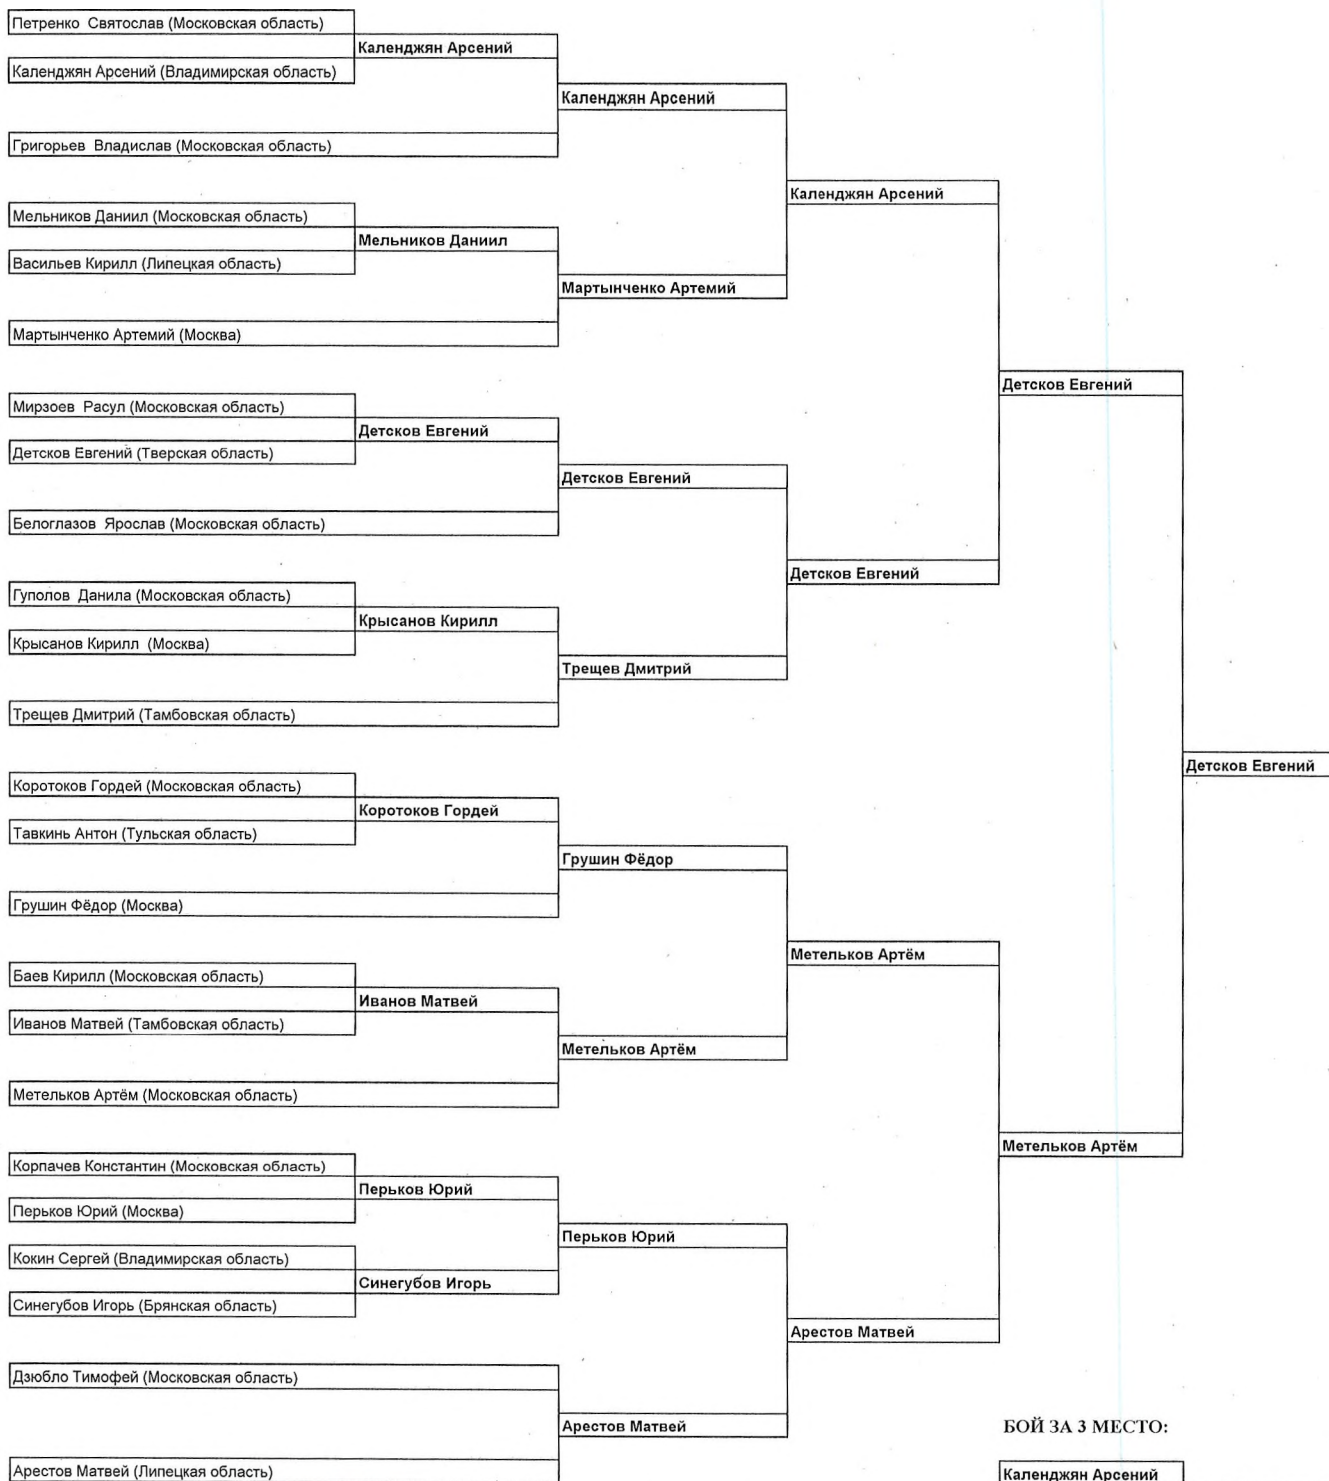 Петренко Святослав (Московская область)
Календжян Арсений
Календжян Арсений (Владимирская область)
Календжян Арсений
Григорьев Владислав (Московская область)
Календжян Арсений
Мельников Даниил (Московская область)
Мельников Даниил
Васильев Кирилл (Липецкая область)
Мартынченко Артемий
Мартынченко Артемий (Москва)
Детсков Евгений
Мирзоев Расул (Московская область)
Детсков Евгений
Детсков Евгений (Тверская область)
Детсков Евгений
Белоглазов Ярослав (Московская область)
Детсков Евгений
Гуполов Данила (Московская область)
Крысанов Кирилл
Крысанов Кирилл (Москва)
Трещев Дмитрий
Трещев Дмитрий (Тамбовская область)
Детсков Евгений
Коротоков Гордей (Московская область)
Коротоков Гордей
Тавкинь Антон (Тульская область)
Грушин Фёдор
Грушин Фёдор (Москва)
Метельков Артём
Баев Кирилл (Московская область)
Иванов Матвей
Иванов Матвей (Тамбовская область)
Метельков Артём
Метельков Артём (Московская область)
Метельков Артём
Корпачев Константин (Московская область)
Перьков Юрий
Перьков Юрий (Москва)
Перьков Юрий
Кокин Сергей (Владимирская область)
Синегубов Игорь
Синегубов Игорь (Брянская область)
Арестов Матвей
Дзюбло Тимофей (Московская область)
Арестов Матвей
БОЙ ЗА 3 МЕСТО:
Арестов Матвей (Липецкая область)
Календжян Арсений